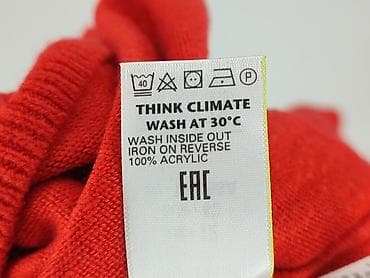 40 P
THINK CLIMATE
WASH AT 30°C
WASH INSIDE OUT
IRON ON REVERSE
100% ACRYLIC
EAC